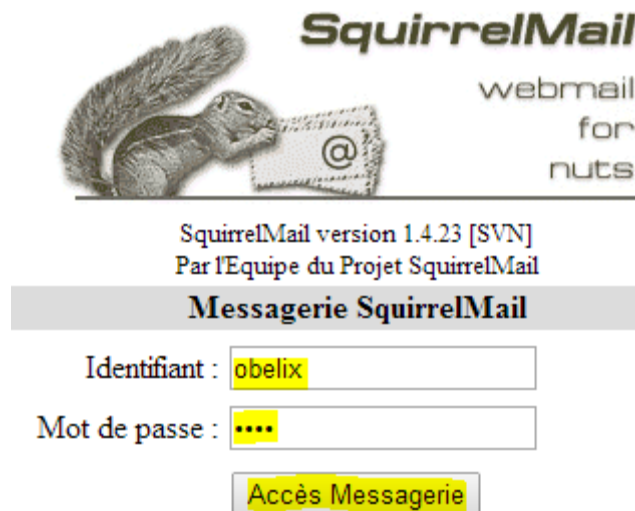 SquirrelMail
webmail
for
nuts
@
SquirrelMail version 1.4.23 [SVN]
Par l'Equipe du Projet SquirrelMail
Messagerie SquirrelMail
Identifiant : obelix
Mot de passe : ••••
Accès Messagerie